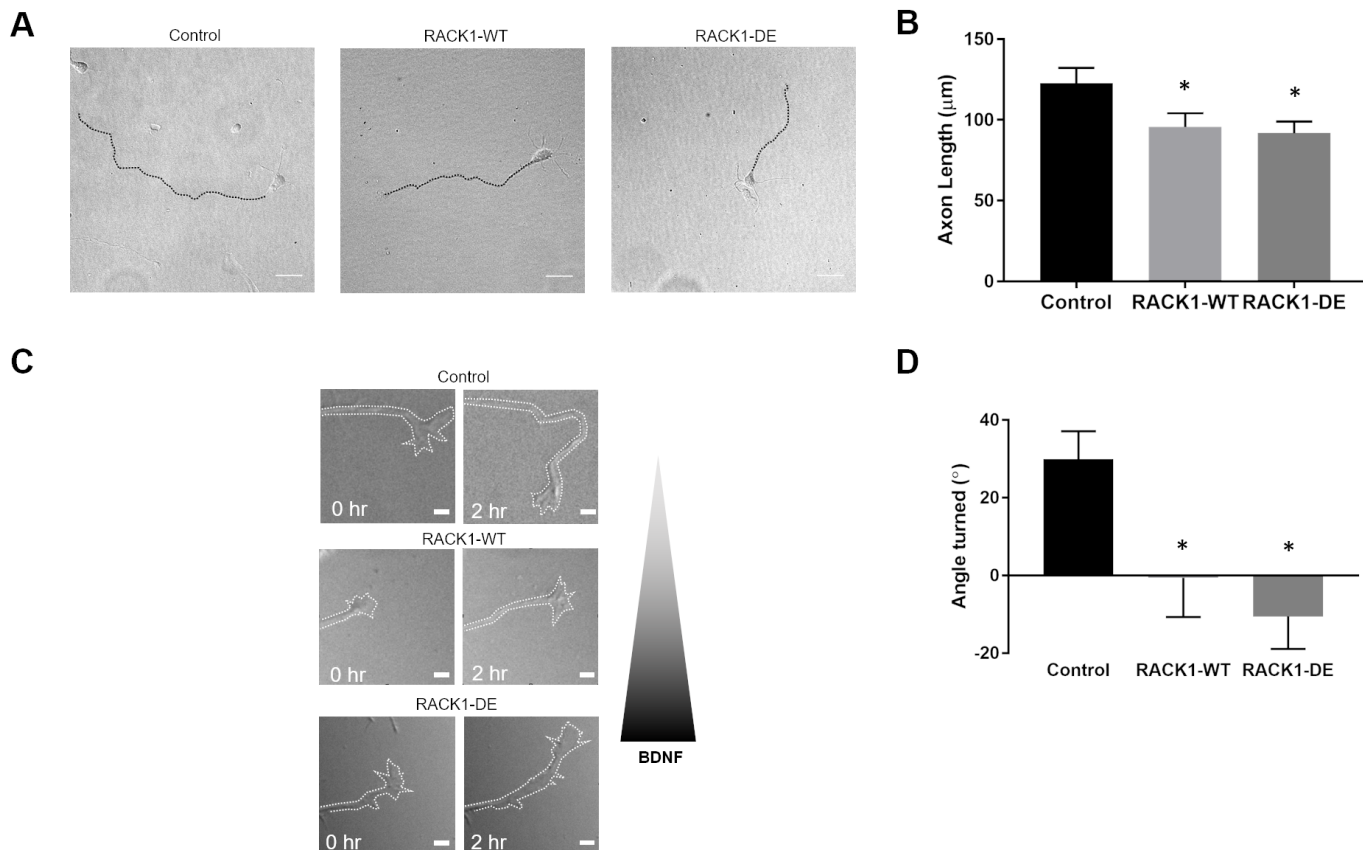 A
Control
RACK1-WT
RACK1-DE
B
Axon Length (μm)
150
100
50
0
*
*
Control
RACK1-WT
RACK1-DE
C
Control
0 hr
2 hr
RACK1-WT
0 hr
2 hr
RACK1-DE
0 hr
2 hr
BDNF
D
Angle turned (°)
40
20
0
-20
*
*
Control
RACK1-WT
RACK1-DE